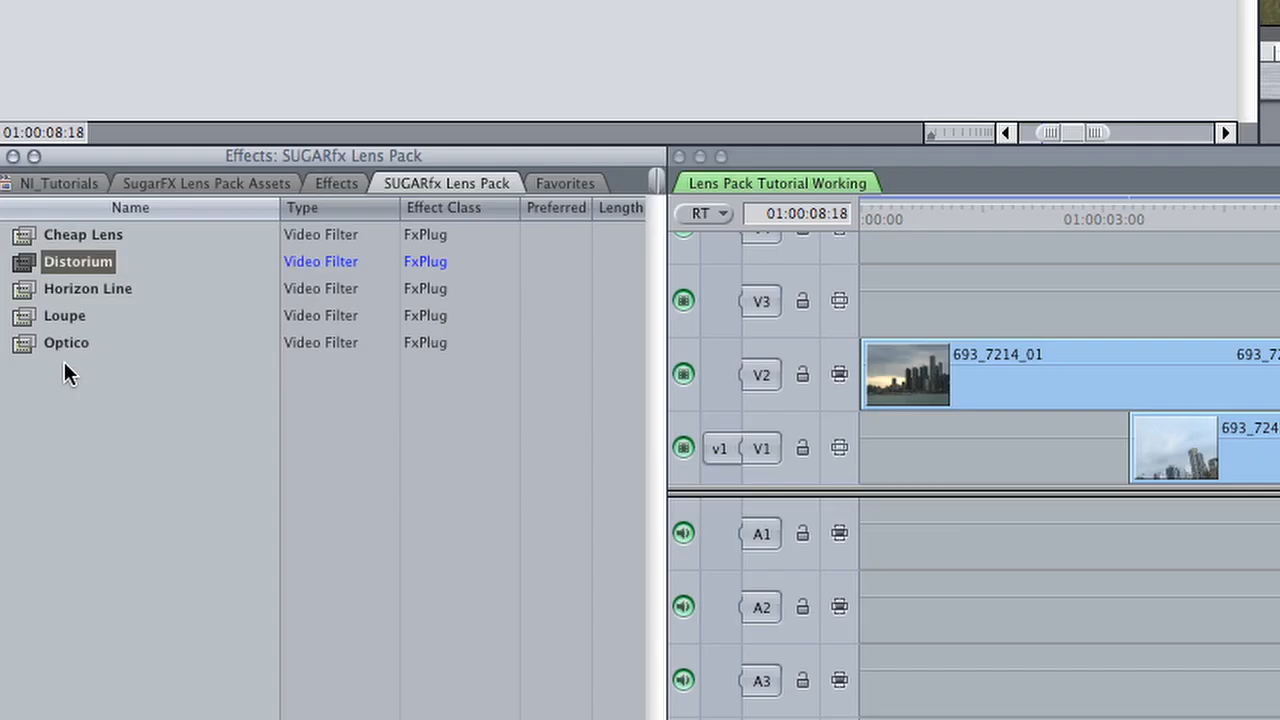 01:00:08:18
Effects: SUGARfx Lens Pack
NI_Tutorials
SugarFX Lens Pack Assets
Effects
SUGARfx Lens Pack
Favorites
Name
Type
Effect Class
Preferred
Length
Cheap Lens
Video Filter
FxPlug
Distorium
Video Filter
FxPlug
Horizon Line
Video Filter
FxPlug
Loupe
Video Filter
FxPlug
Optico
Video Filter
FxPlug
Lens Pack Tutorial Working
RT
01:00:08:18
:00:00
01:00:03:00
V3
V2
693_7214_01
693_72
v1
V1
693_724
A1
A2
A3